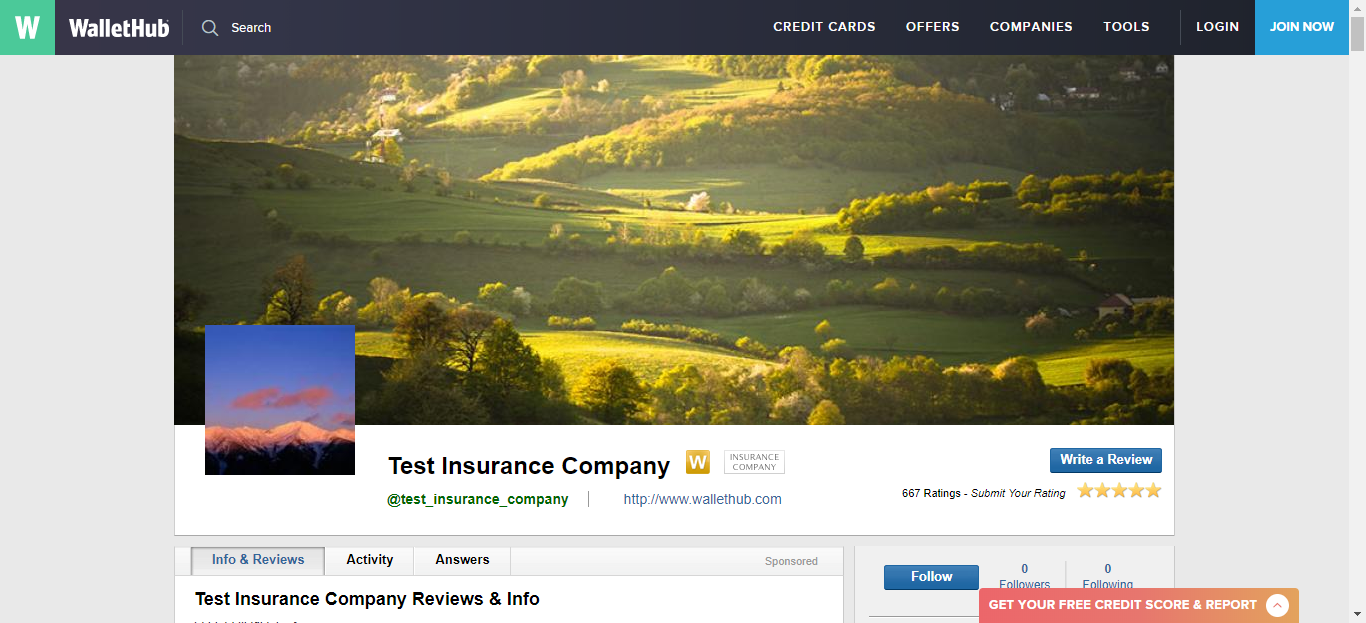 W WalletHub Search CREDIT CARDS OFFERS COMPANIES TOOLS LOGIN JOIN NOW
Test Insurance Company W INSURANCE COMPANY
Write a Review
@test_insurance_company http://www.wallethub.com
667 Ratings - Submit Your Rating
Info & Reviews Activity Answers Sponsored
Follow
0 Followers
0 Following
Test Insurance Company Reviews & Info
GET YOUR FREE CREDIT SCORE & REPORT